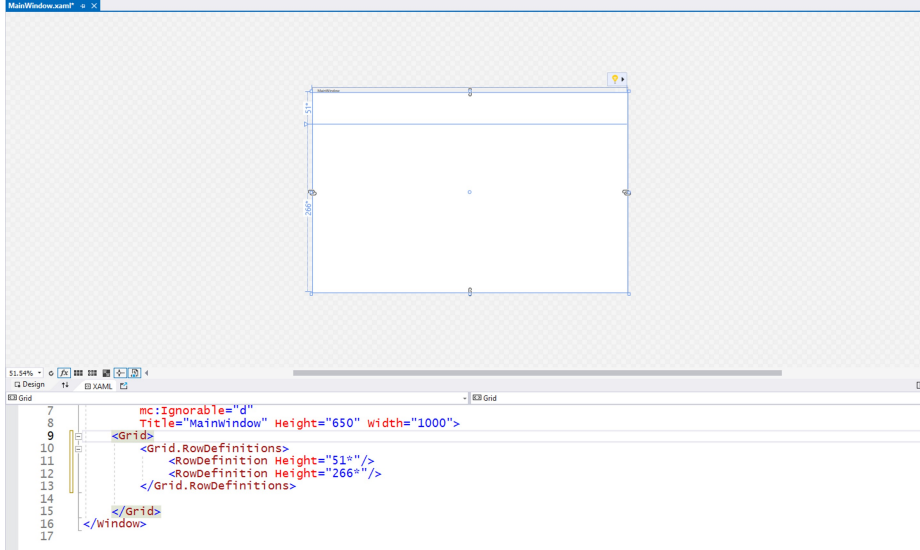 MainWindow.xaml*
MainWindow
51*
266*
51.54%
fx
Design
XAML
Grid
Grid
7 mc:Ignorable="d"
8 Title="MainWindow" Height="650" Width="1000">
9 <Grid>
10 <Grid.RowDefinitions>
11 <RowDefinition Height="51*"/>
12 <RowDefinition Height="266*"/>
13 </Grid.RowDefinitions>
14
15 </Grid>
16 </Window>
17